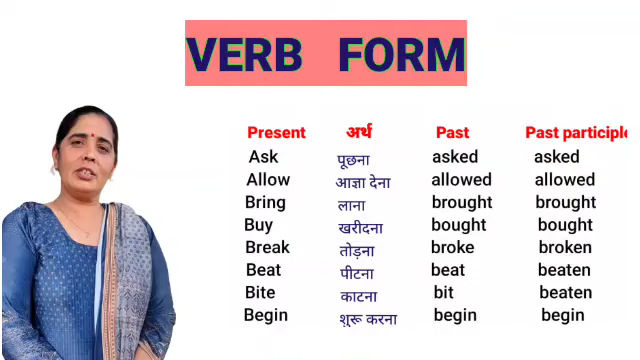 VERB FORM
Present अर्थ Past Past participle
Ask पूछना asked asked
Allow आज्ञा देना allowed allowed
Bring लाना brought brought
Buy खरीदना bought bought
Break तोड़ना broke broken
Beat पीटना beat beaten
Bite काटना bit beaten
Begin शुरू करना begin begin